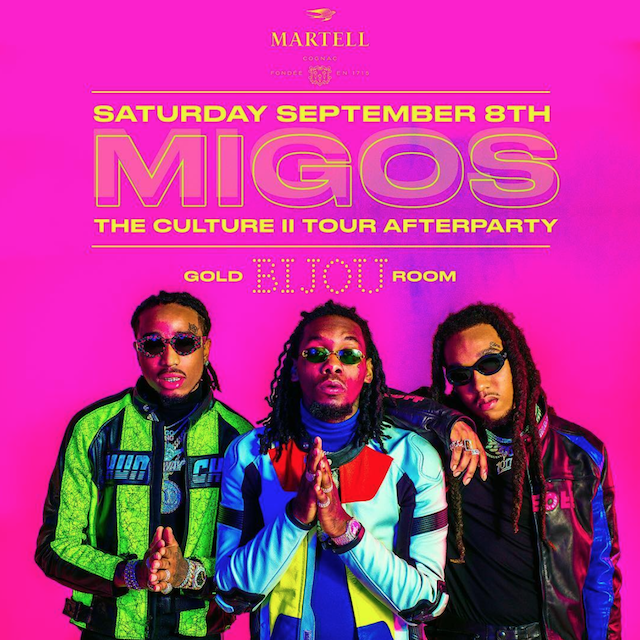 MARTELL
COGNAC
FONDÉE EN 1715
SATURDAY SEPTEMBER 8TH
MIGOS
THE CULTURE II TOUR AFTERPARTY
GOLD BIJOU ROOM